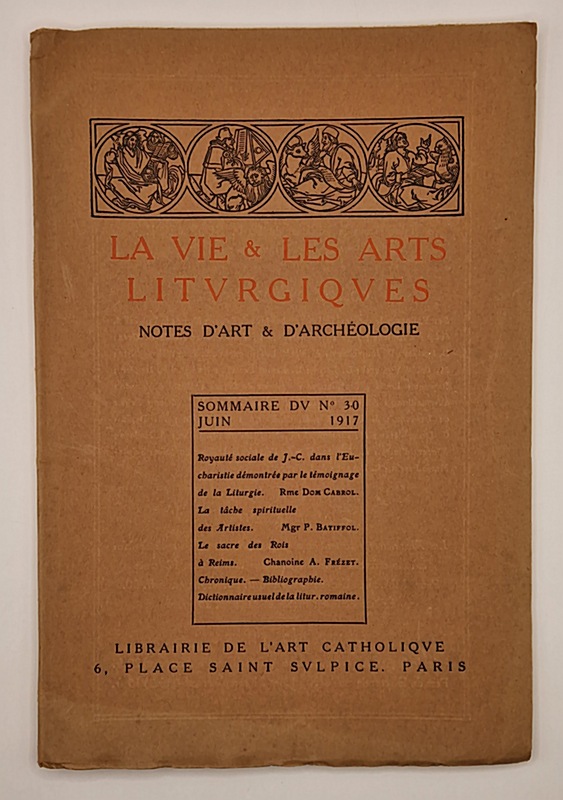 LA VIE & LES ARTS
LITVRGIQVES
NOTES D'ART & D'ARCHÉOLOGIE
SOMMAIRE DV Nº 30
JUIN 1917
Royauté sociale de J.-C. dans l'Eu-
charistie démontrée par le témoignage
de la Liturgie. Rme Dom Cabrol.
La tâche spirituelle
des Artistes. Mgr P. Batiffol.
Le sacre des Rois
à Reims. Chanoine A. Frézet.
Chronique. — Bibliographie.
Dictionnaire usuel de la litur. romaine.
LIBRAIRIE DE L'ART CATHOLIQVE
6, PLACE SAINT SVLPICE. PARIS